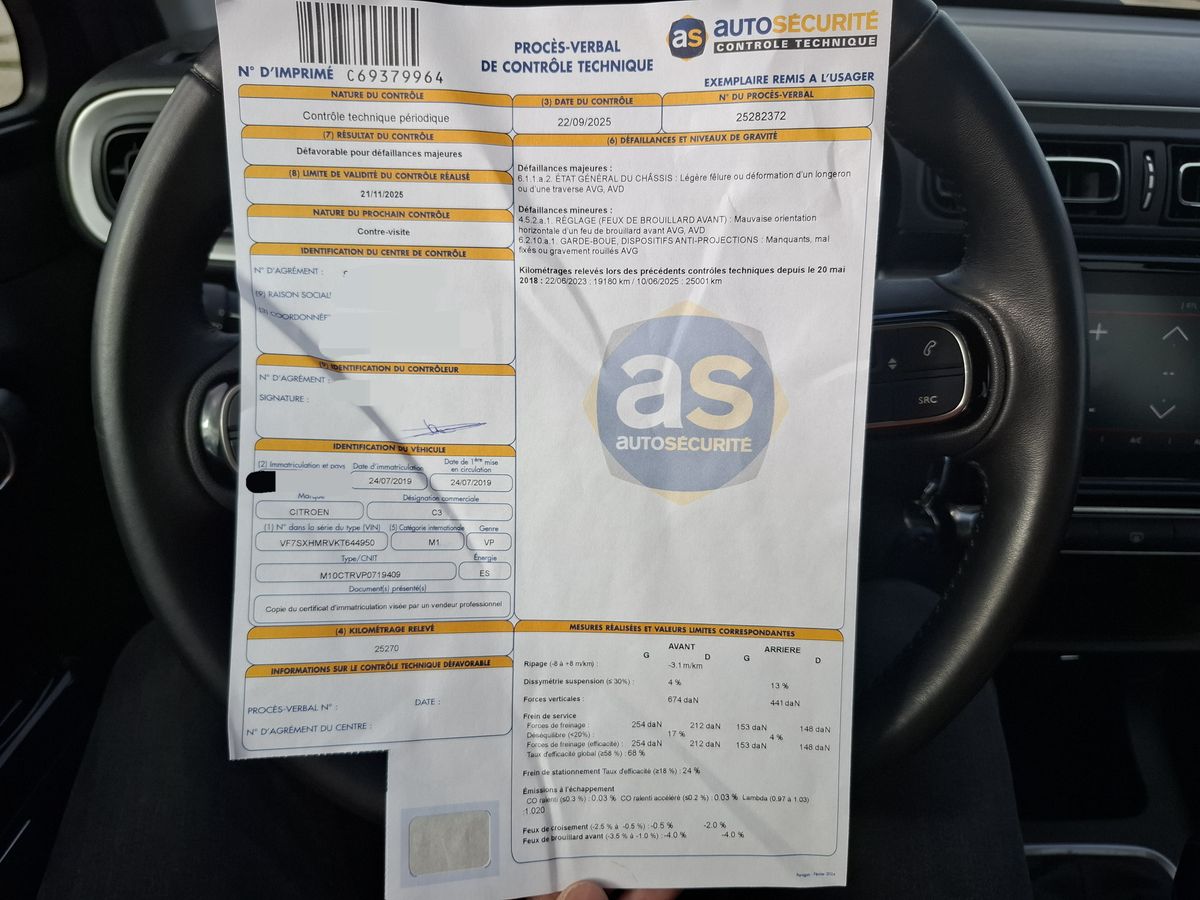 as AUTOSÉCURITÉ
CONTROLE TECHNIQUE
PROCÈS-VERBAL
DE CONTRÔLE TECHNIQUE
N° D'IMPRIMÉ C69379964
EXEMPLAIRE REMIS A L'USAGER
NATURE DU CONTRÔLE
Contrôle technique périodique
(3) DATE DU CONTRÔLE
22/09/2025
N° DU PROCÈS-VERBAL
25282372
(7) RÉSULTAT DU CONTRÔLE
Défavorable pour défaillances majeures
(8) LIMITE DE VALIDITÉ DU CONTRÔLE RÉALISÉ
21/11/2025
NATURE DU PROCHAIN CONTRÔLE
Contre-visite
IDENTIFICATION DU CENTRE DE CONTRÔLE
N° D'AGRÉMENT :
(9) RAISON SOCIAL
COORDONNÉ
(9) IDENTIFICATION DU CONTRÔLEUR
N° D'AGRÉMENT :
SIGNATURE :
IDENTIFICATION DU VÉHICULE
(2) Immatriculation et pays Date d'immatriculation Date de 1ère mise en circulation
24/07/2019 24/07/2019
Marque Désignation commerciale
CITROEN C3
(1) N° dans la série du type (VIN) (5) Catégorie internationale Genre
VF7SXHMRVKT644950 M1 VP
Type/CNIT Énergie
M10CTRVP0719409 ES
Document(s) présenté(s)
Copie du certificat d'immatriculation visée par un vendeur professionnel
(4) KILOMÉTRAGE RELEVÉ
25270
INFORMATIONS SUR LE CONTRÔLE TECHNIQUE DÉFAVORABLE
PROCÈS-VERBAL N° : DATE :
N° D'AGRÉMENT DU CENTRE :
(6) DÉFAILLANCES ET NIVEAUX DE GRAVITÉ
Défaillances majeures :
6.1.1.a.2. ÉTAT GÉNÉRAL DU CHÂSSIS : Légère fêlure ou déformation d'un longeron
ou d'une traverse AVG, AVD
Défaillances mineures :
4.5.2.a.1. RÉGLAGE (FEUX DE BROUILLARD AVANT) : Mauvaise orientation
horizontale d'un feu de brouillard avant AVG, AVD
6.2.10.a.1. GARDE-BOUE, DISPOSITIFS ANTI-PROJECTIONS : Manquants, mal
fixés ou gravement rouillés AVG
Kilométrages relevés lors des précédents contrôles techniques depuis le 20 mai
2018 : 22/06/2023 : 19180 km / 10/06/2025 : 25001 km
as
AUTOSÉCURITÉ
MESURES RÉALISÉES ET VALEURS LIMITES CORRESPONDANTES
AVANT ARRIERE
G D G D
Ripage (-8 à +8 m/km) : -3.1 m/km
Dissymétrie suspension (≤ 30%) : 4 % 13 %
Forces verticales : 674 daN 441 daN
Frein de service
Forces de freinage : 254 daN 212 daN 153 daN 148 daN
Déséquilibre (<20%) : 17 % 4 %
Forces de freinage (efficacité) : 254 daN 212 daN 153 daN 148 daN
Taux d'efficacité global (≥58 %) : 68 %
Frein de stationnement Taux d'efficacité (≥18 %) : 24 %
Émissions à l'échappement
CO ralenti (≤0.3 %) : 0.03 % CO ralenti accéléré (≤0.2 %) : 0.03 % Lambda (0.97 à 1.03)
:1.020
Feux de croisement (-2.5 % à -0.5 %) :-0.5 % -2.0 %
Feux de brouillard avant (-3.5 % à -1.0 %) :-4.0 % -4.0 %
SRC